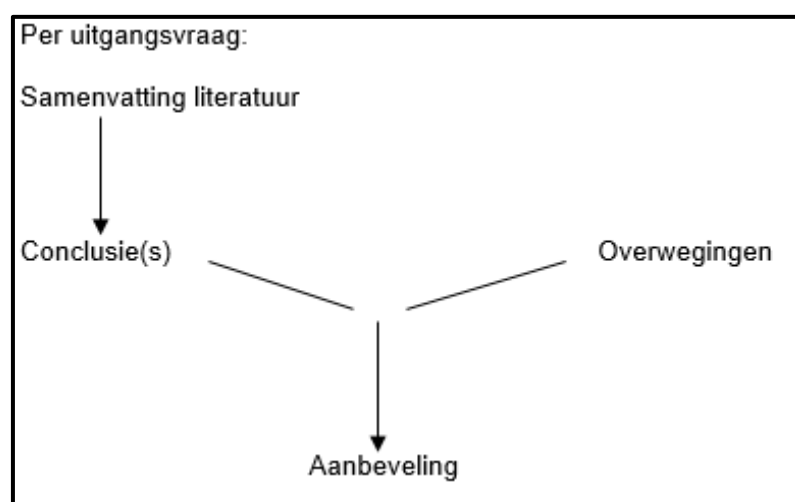 Per uitgangsvraag:
Samenvatting literatuur
Conclusie(s)
Overwegingen
Aanbeveling